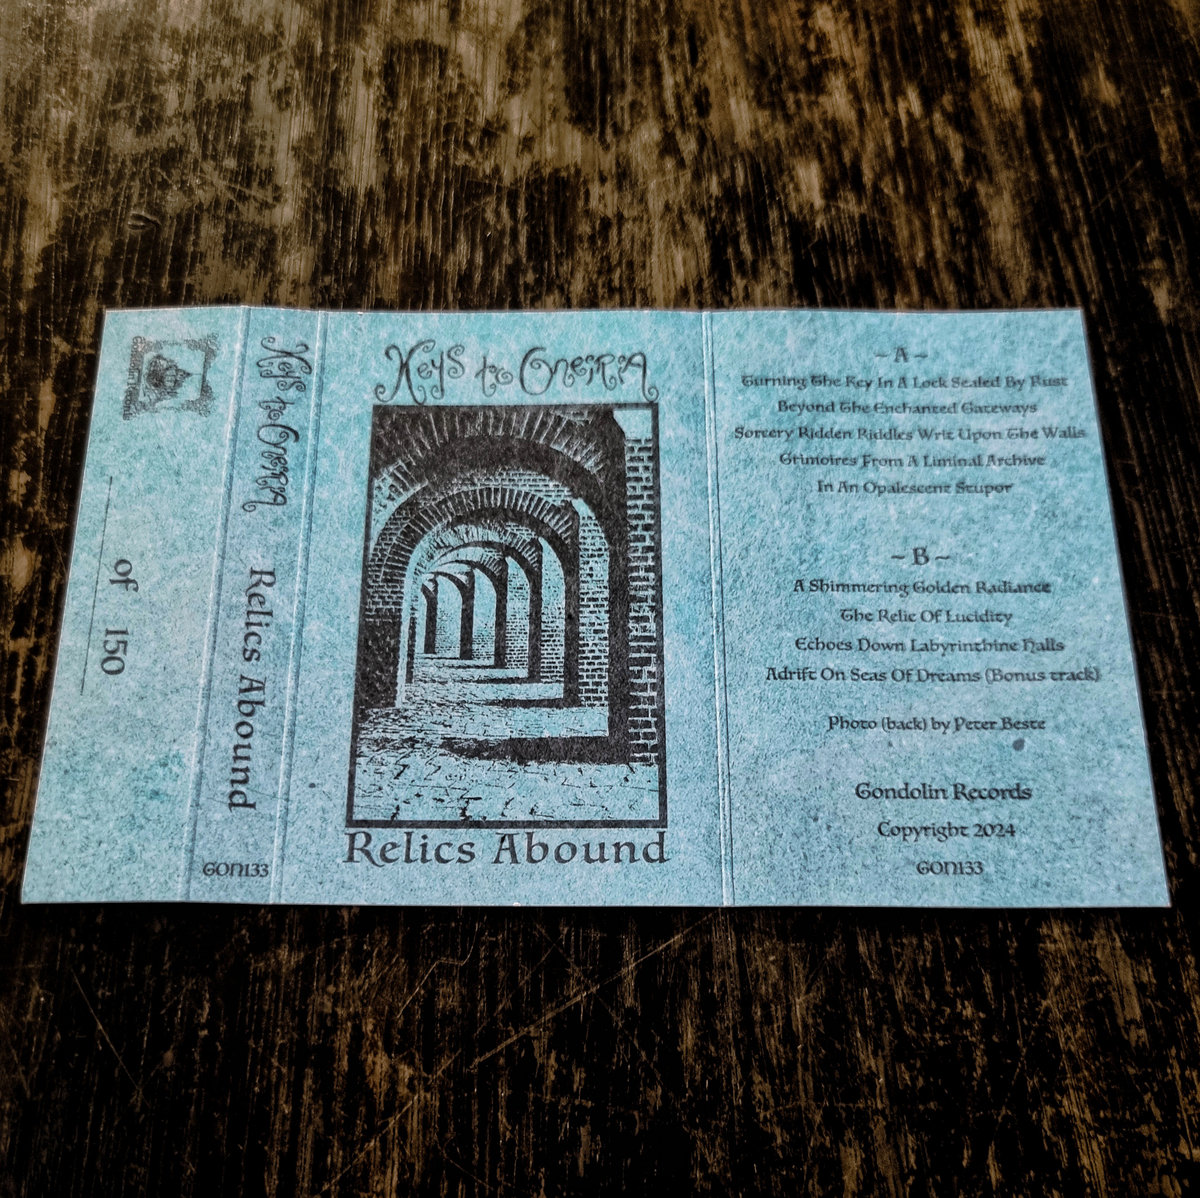 of 150
Keys to Oneiria
Relics Abound
GON133
Keys to Oneiria
Relics Abound
~ A ~
Turning The Key In A Lock Sealed By Rust
Beyond The Enchanted Gateways
Sorcery Ridden Riddles Writ Upon The Walls
Grimoires From A Liminal Archive
In An Opalescent Stupor
~ B ~
A Shimmering Golden Radiance
The Relic Of Lucidity
Echoes Down Labyrinthine Halls
Adrift On Seas Of Dreams (Bonus track)
Photo (back) by Peter Beste
Gondolin Records
Copyright 2024
GON133